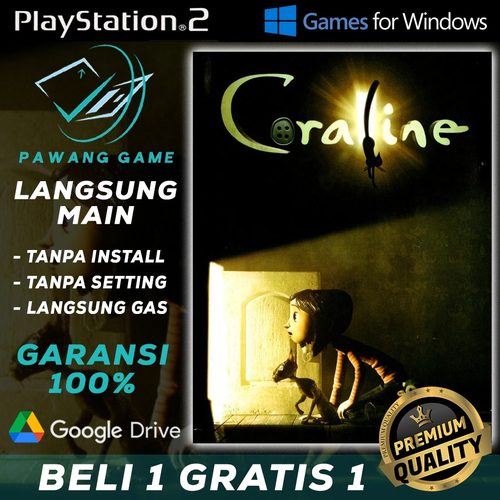 PlayStation®2
Games for Windows
PAWANG GAME
LANGSUNG
MAIN
- TANPA INSTALL
- TANPA SETTING
- LANGSUNG GAS
GARANSI
100%
Google Drive
Coraline
PREMIUM
QUALITY
BELI 1 GRATIS 1